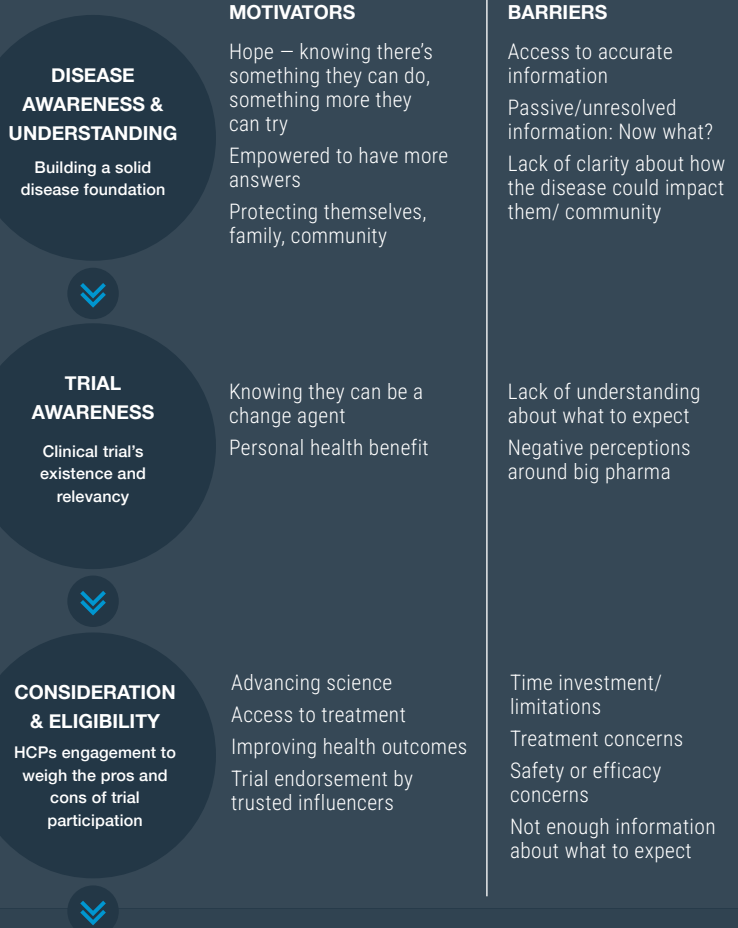 MOTIVATORS
BARRIERS
DISEASE
AWARENESS &
UNDERSTANDING
Building a solid
disease foundation
Hope — knowing there's
something they can do,
something more they
can try
Empowered to have more
answers
Protecting themselves,
family, community
Access to accurate
information
Passive/unresolved
information: Now what?
Lack of clarity about how
the disease could impact
them/ community
TRIAL
AWARENESS
Clinical trial's
existence and
relevancy
Knowing they can be a
change agent
Personal health benefit
Lack of understanding
about what to expect
Negative perceptions
around big pharma
CONSIDERATION
& ELIGIBILITY
HCPs engagement to
weigh the pros and
cons of trial
participation
Advancing science
Access to treatment
Improving health outcomes
Trial endorsement by
trusted influencers
Time investment/
limitations
Treatment concerns
Safety or efficacy
concerns
Not enough information
about what to expect